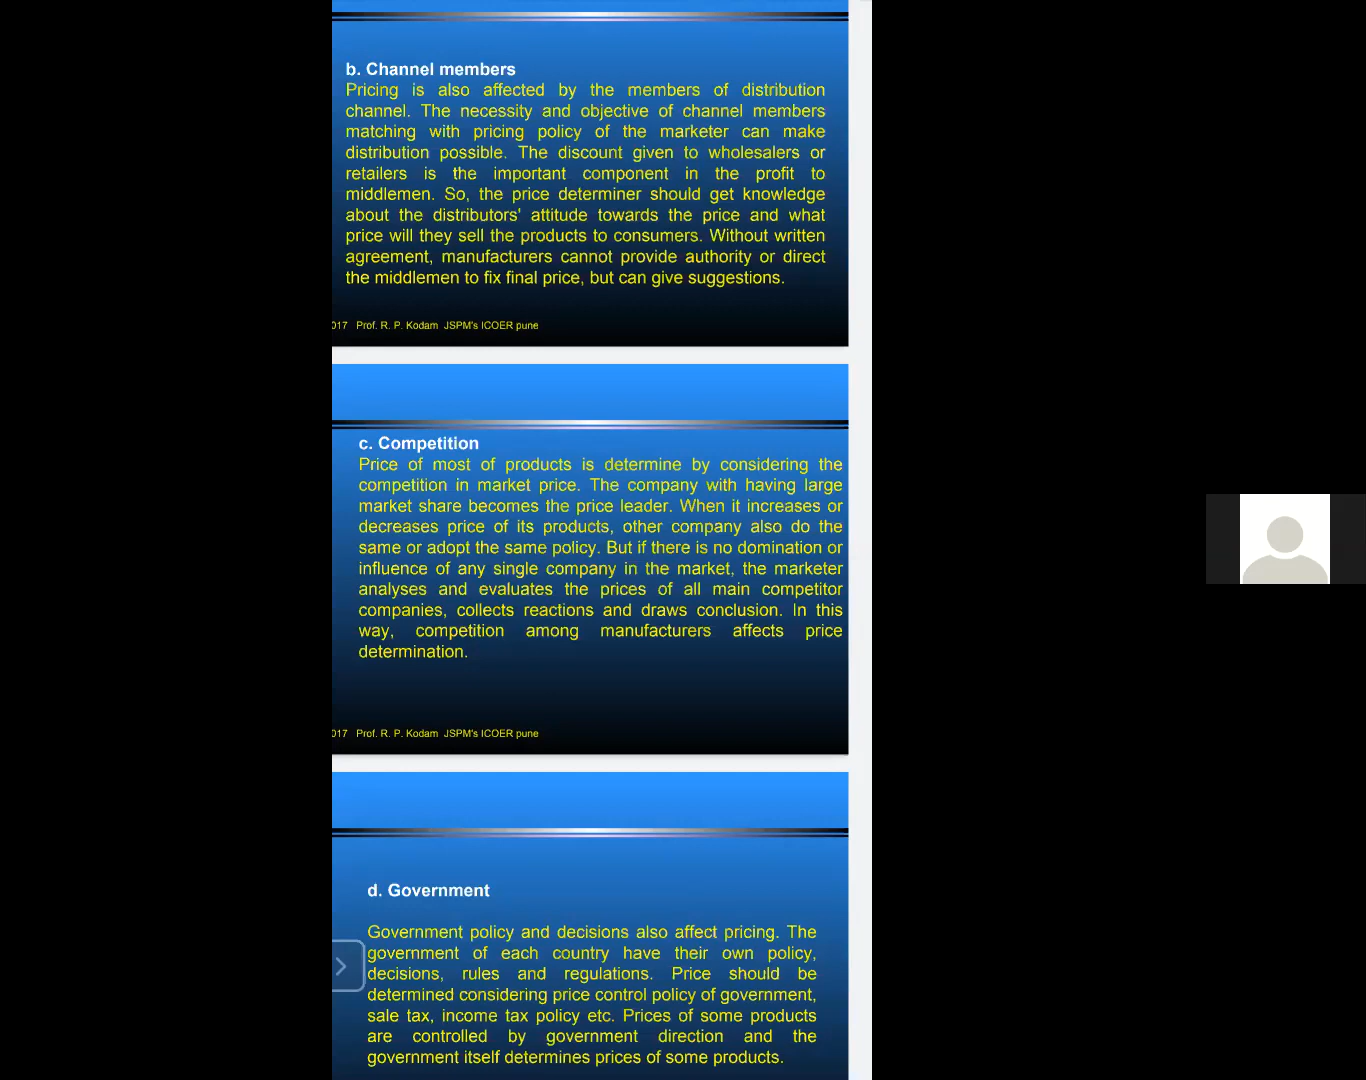 b. Channel members
Pricing is also affected by the members of distribution
channel. The necessity and objective of channel members
matching with pricing policy of the marketer can make
distribution possible. The discount given to wholesalers or
retailers is the important component in the profit to
middlemen. So, the price determiner should get knowledge
about the distributors' attitude towards the price and what
price will they sell the products to consumers. Without written
agreement, manufacturers cannot provide authority or direct
the middlemen to fix final price, but can give suggestions.
017 Prof. R. P. Kodam JSPM's ICOER pune
c. Competition
Price of most of products is determine by considering the
competition in market price. The company with having large
market share becomes the price leader. When it increases or
decreases price of its products, other company also do the
same or adopt the same policy. But if there is no domination or
influence of any single company in the market, the marketer
analyses and evaluates the prices of all main competitor
companies, collects reactions and draws conclusion. In this
way, competition among manufacturers affects price
determination.
017 Prof. R. P. Kodam JSPM's ICOER pune
d. Government
Government policy and decisions also affect pricing. The
government of each country have their own policy,
decisions, rules and regulations. Price should be
determined considering price control policy of government,
sale tax, income tax policy etc. Prices of some products
are controlled by government direction and the
government itself determines prices of some products.